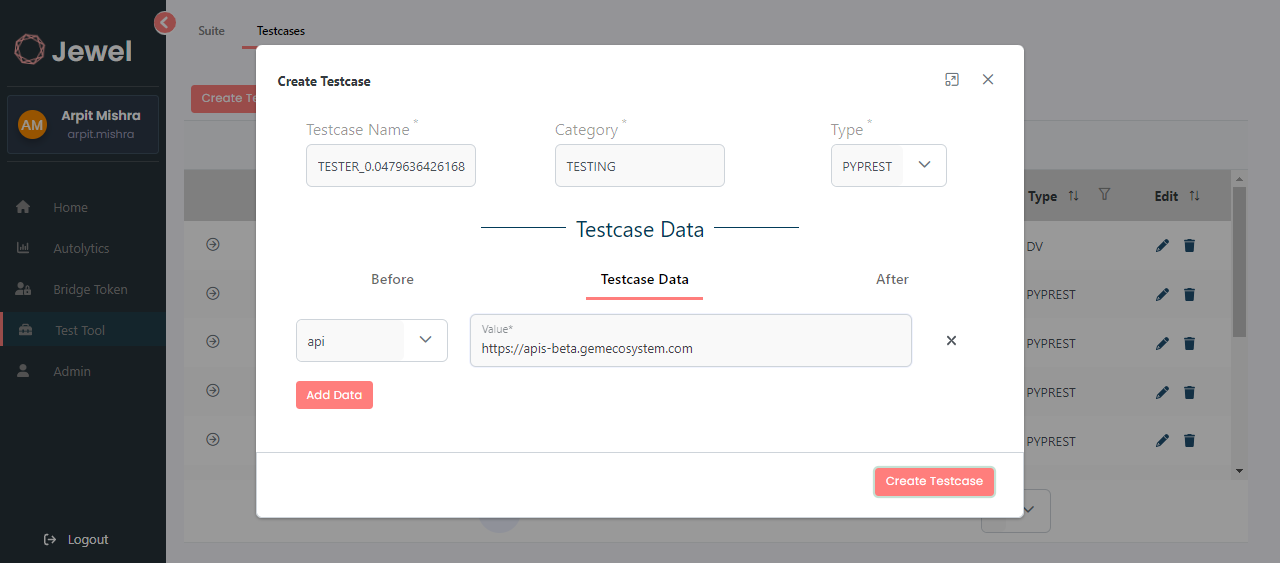 Jewel
AM
Arpit Mishra
arpit.mishra
Home
Autolytics
Bridge Token
Test Tool
Admin
Logout
Suite
Testcases
Create Te
Create Testcase
Testcase Name *
Category *
Type *
TESTER_0.0479636426168
TESTING
PYPREST
Testcase Data
Before
Testcase Data
After
api
Value*
https://apis-beta.gemecosystem.com
Add Data
Create Testcase
Type
Edit
DV
PYPREST
PYPREST
PYPREST
PYPREST